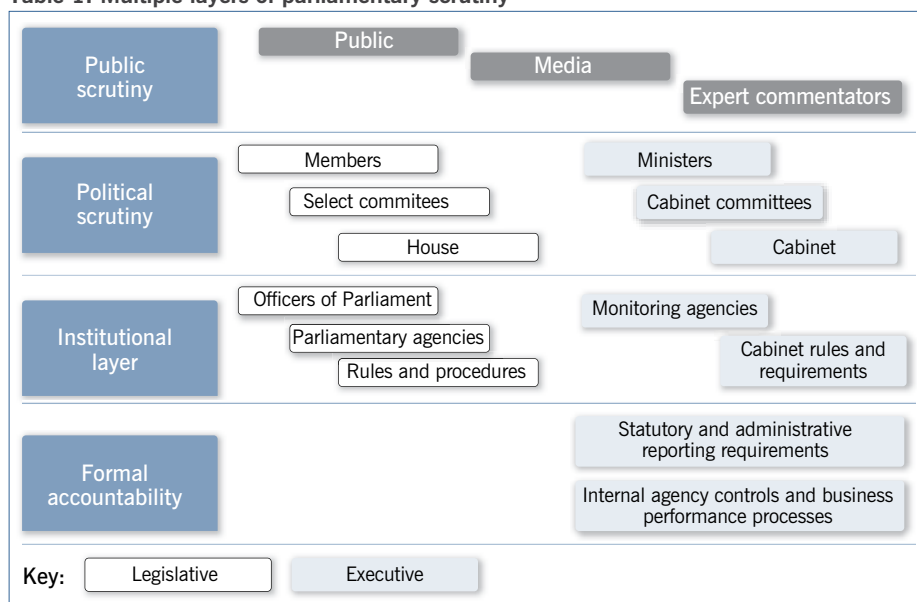 Table 1: Multiple layers of parliamentary scrutiny
Public
scrutiny
Public
Media
Expert commentators
Political
scrutiny
Members
Select commitees
House
Ministers
Cabinet committees
Cabinet
Institutional
layer
Officers of Parliament
Parliamentary agencies
Rules and procedures
Monitoring agencies
Cabinet rules and
requirements
Formal
accountability
Statutory and administrative
reporting requirements
Internal agency controls and business
performance processes
Key:
Legislative
Executive